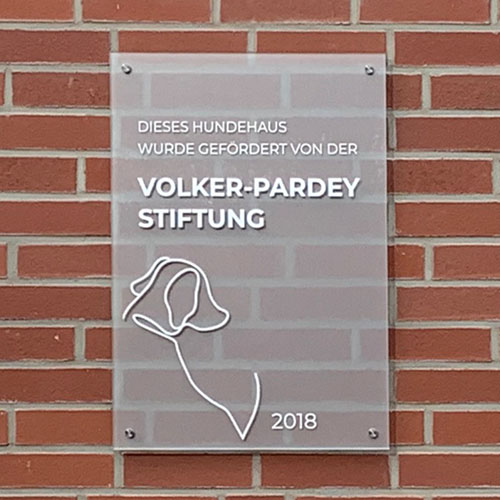 DIESES HUNDEHAUS
WURDE GEFÖRDERT VON DER
VOLKER-PARDEY
STIFTUNG
2018